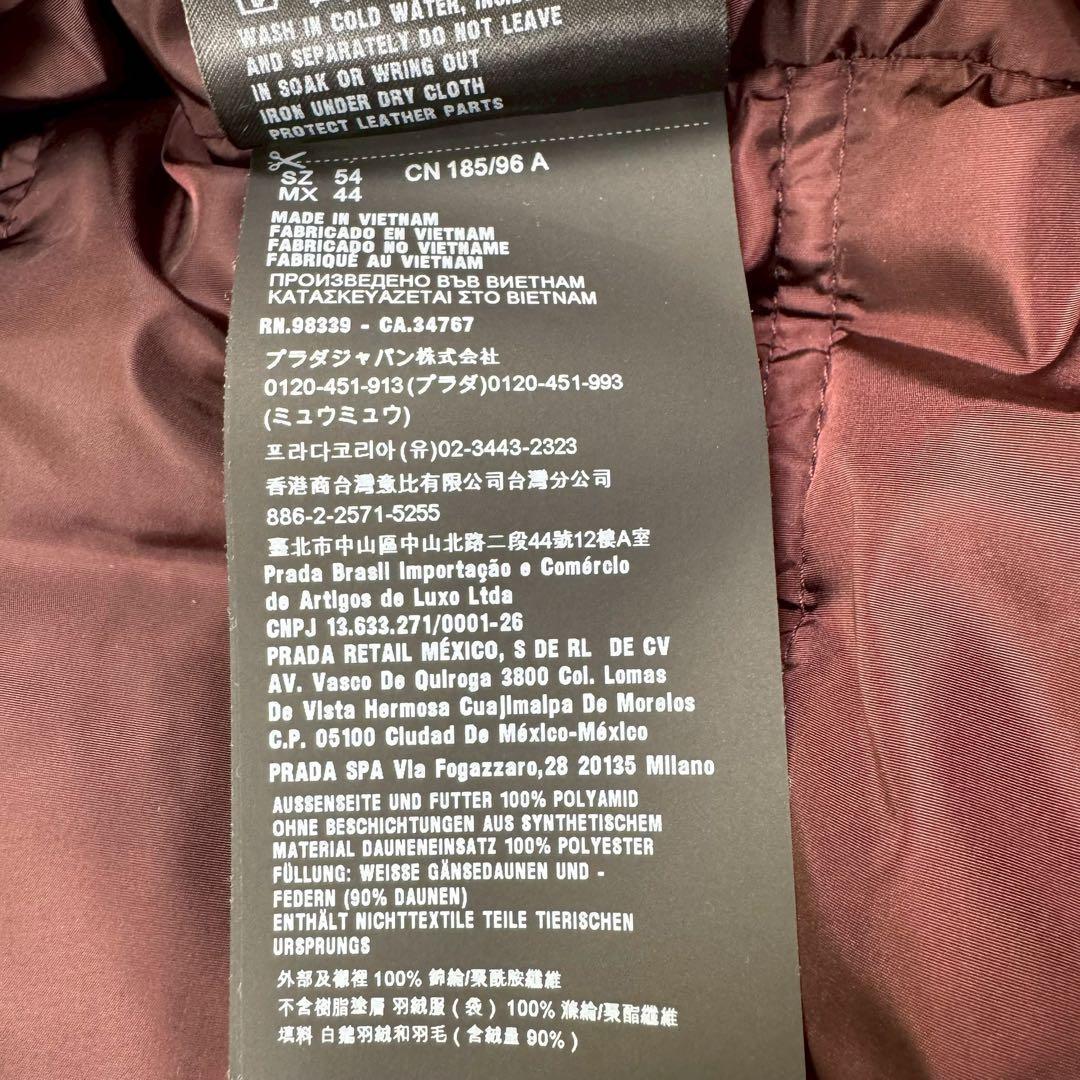 WASH IN COLD WATER,
AND SEPARATELY DO NOT LEAVE
IN SOAK OR WRING OUT
IRON UNDER DRY CLOTH
PROTECT LEATHER PARTS
SZ 54 CN 185/96 A
MX 44
MADE IN VIETNAM
FABRICADO EN VIETNAM
FABRICADO NO VIETNAME
FABRIQUÉ AU VIETNAM
ПРОИЗВЕДЕНО ВЪВ ВИЕТНАМ
ΚΑΤΑΣΚΕΥΑΖΕΤΑΙ ΣΤΟ ΒΙΕΤΝΑΜ
RN.98339 - CA.34767
プラダジャパン株式会社
0120-451-913(プラダ)0120-451-993
(ミュウミュウ)
프라다코리아(유)02-3443-2323
香港商台灣意比有限公司台灣分公司
886-2-2571-5255
臺北市中山區中山北路二段44號12樓A室
Prada Brasil Importação e Comércio
de Artigos de Luxo Ltda
CNPJ 13.633.271/0001-26
PRADA RETAIL MÉXICO, S DE RL DE CV
AV. Vasco De Quiroga 3800 Col. Lomas
De Vista Hermosa Cuajimalpa De Morelos
C.P. 05100 Ciudad De México-México
PRADA SPA Via Fogazzaro,28 20135 Milano
AUSSENSEITE UND FUTTER 100% POLYAMID
OHNE BESCHICHTUNGEN AUS SYNTHETISCHEM
MATERIAL DAUNENEINSATZ 100% POLYESTER
FÜLLUNG: WEISSE GÄNSEDAUNEN UND -
FEDERN (90% DAUNEN)
ENTHÄLT NICHTTEXTILE TEILE TIERISCHEN
URSPRUNGS
外部及襯裡 100% 錦綸/聚酰胺纖維
不含樹脂塗層 羽絨服（袋）100% 滌綸/聚酯纖維
填料 白鵝羽絨和羽毛（含絨量 90%）